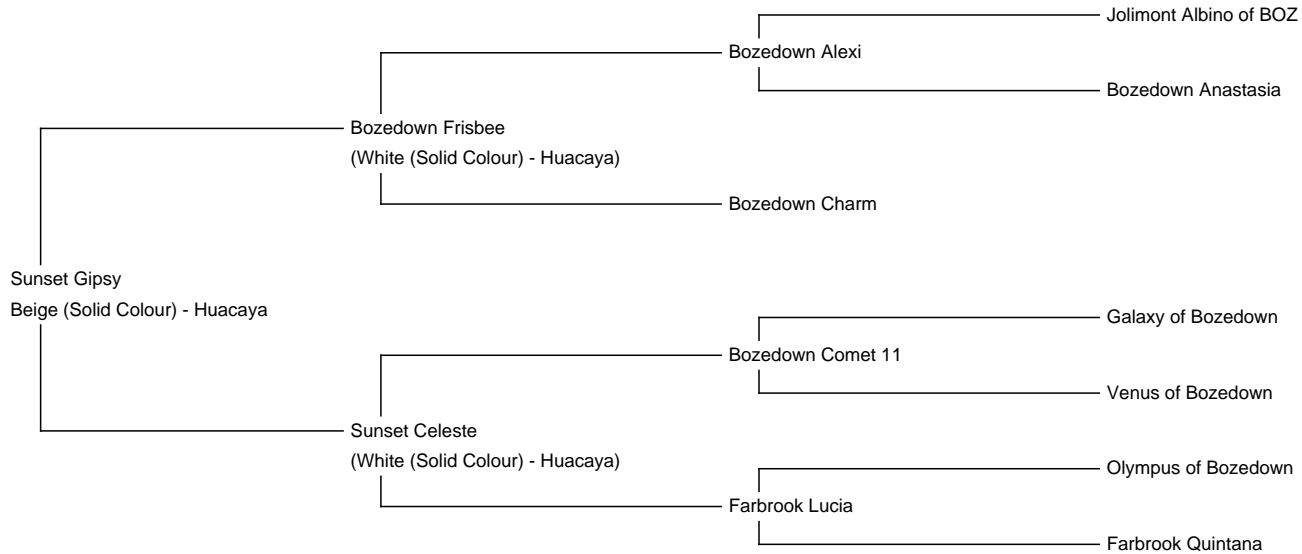 Jolimont Albino of BOZ
Bozedown Alexi
Bozedown Anastasia
Bozedown Frisbee
(White (Solid Colour) - Huacaya)
Bozedown Charm
Sunset Gipsy
Beige (Solid Colour) - Huacaya
Galaxy of Bozedown
Bozedown Comet 11
Venus of Bozedown
Sunset Celeste
(White (Solid Colour) - Huacaya)
Olympus of Bozedown
Farbrook Lucia
Farbrook Quintana